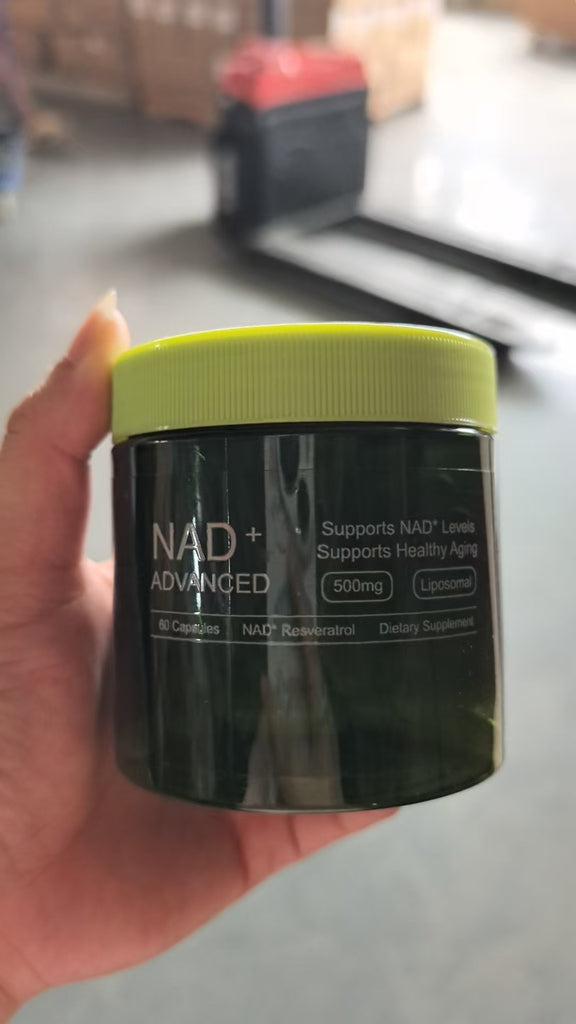 NAD+
ADVANCED
Supports NAD+ Levels
Supports Healthy Aging
500mg Liposomal
60 Capsules NAD+ Resveratrol Dietary Supplement